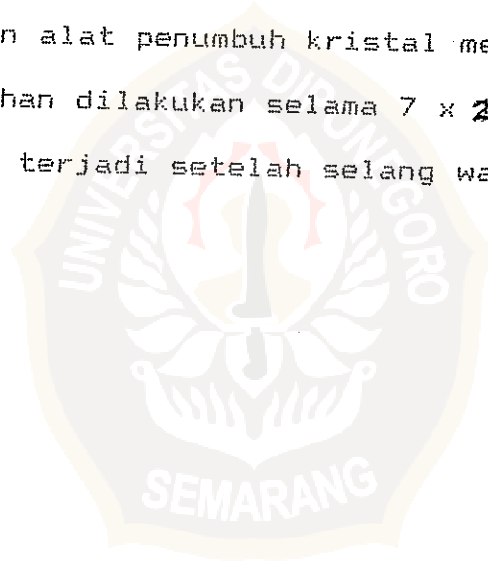 n alat penumbuh kristal me
han dilakukan selama 7 x 2
terjadi setelah selang wa
UNIVERSITAS DIPONEGORO
SEMARANG